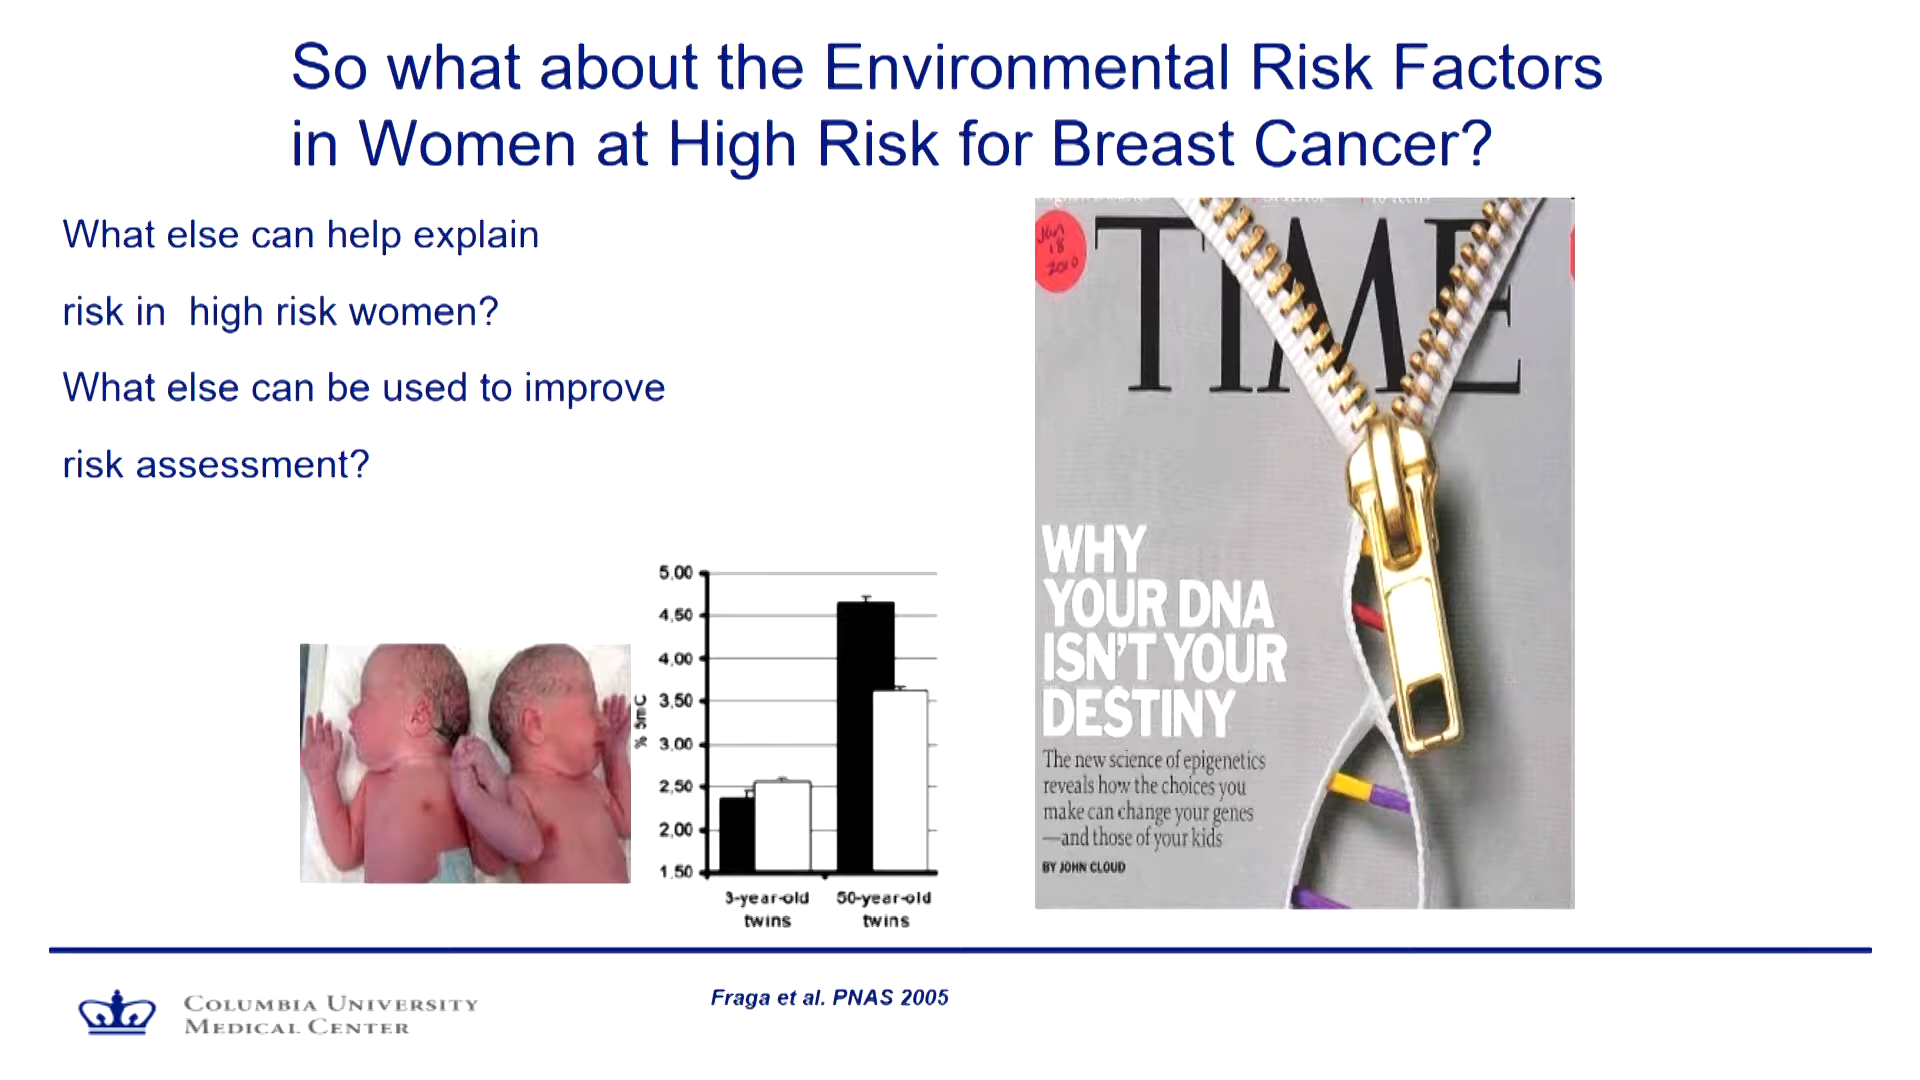 So what about the Environmental Risk Factors
in Women at High Risk for Breast Cancer?
What else can help explain
risk in  high risk women?
What else can be used to improve
risk assessment?
Jan
18
2010
TIME
WHY
YOUR DNA
ISN'T YOUR
DESTINY
The new science of epigenetics
reveals how the choices you
make can change your genes
—and those of your kids
BY JOHN CLOUD
% 5mC
5,00
4,50
4,00
3,50
3,00
2,50
2,00
1,50
3-year-old
twins
50-year-old
twins
COLUMBIA UNIVERSITY
MEDICAL CENTER
Fraga et al. PNAS 2005